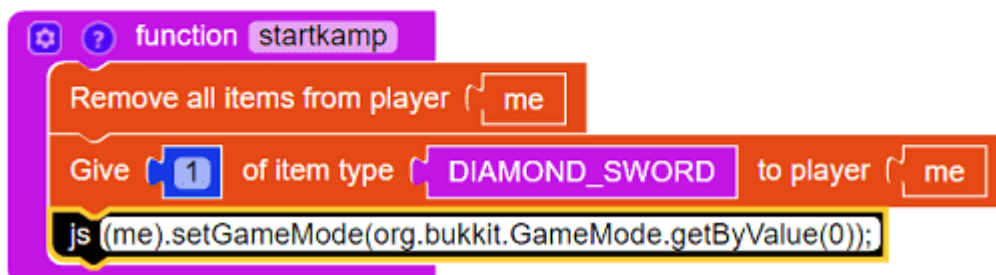 ? function startkamp
Remove all items from player me
Give 1 of item type DIAMOND_SWORD to player me
js (me).setGameMode(org.bukkit.GameMode.getByValue(0));